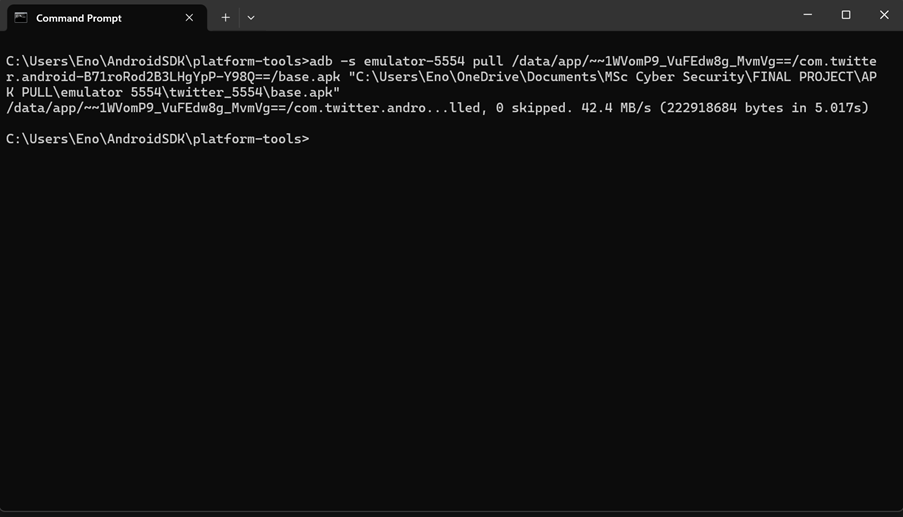 Command Prompt
C:\Users\Eno\AndroidSDK\platform-tools>adb -s emulator-5554 pull /data/app/~~1WVomP9_VuFEdw8g_MvmVg==/com.twitte
r.android-B71roRod2B3LHgYpP-Y98Q==/base.apk "C:\Users\Eno\OneDrive\Documents\MSc Cyber Security\FINAL PROJECT\AP
K PULL\emulator 5554\twitter_5554\base.apk"
/data/app/~~1WVomP9_VuFEdw8g_MvmVg==/com.twitter.andro...lled, 0 skipped. 42.4 MB/s (222918684 bytes in 5.017s)
C:\Users\Eno\AndroidSDK\platform-tools>